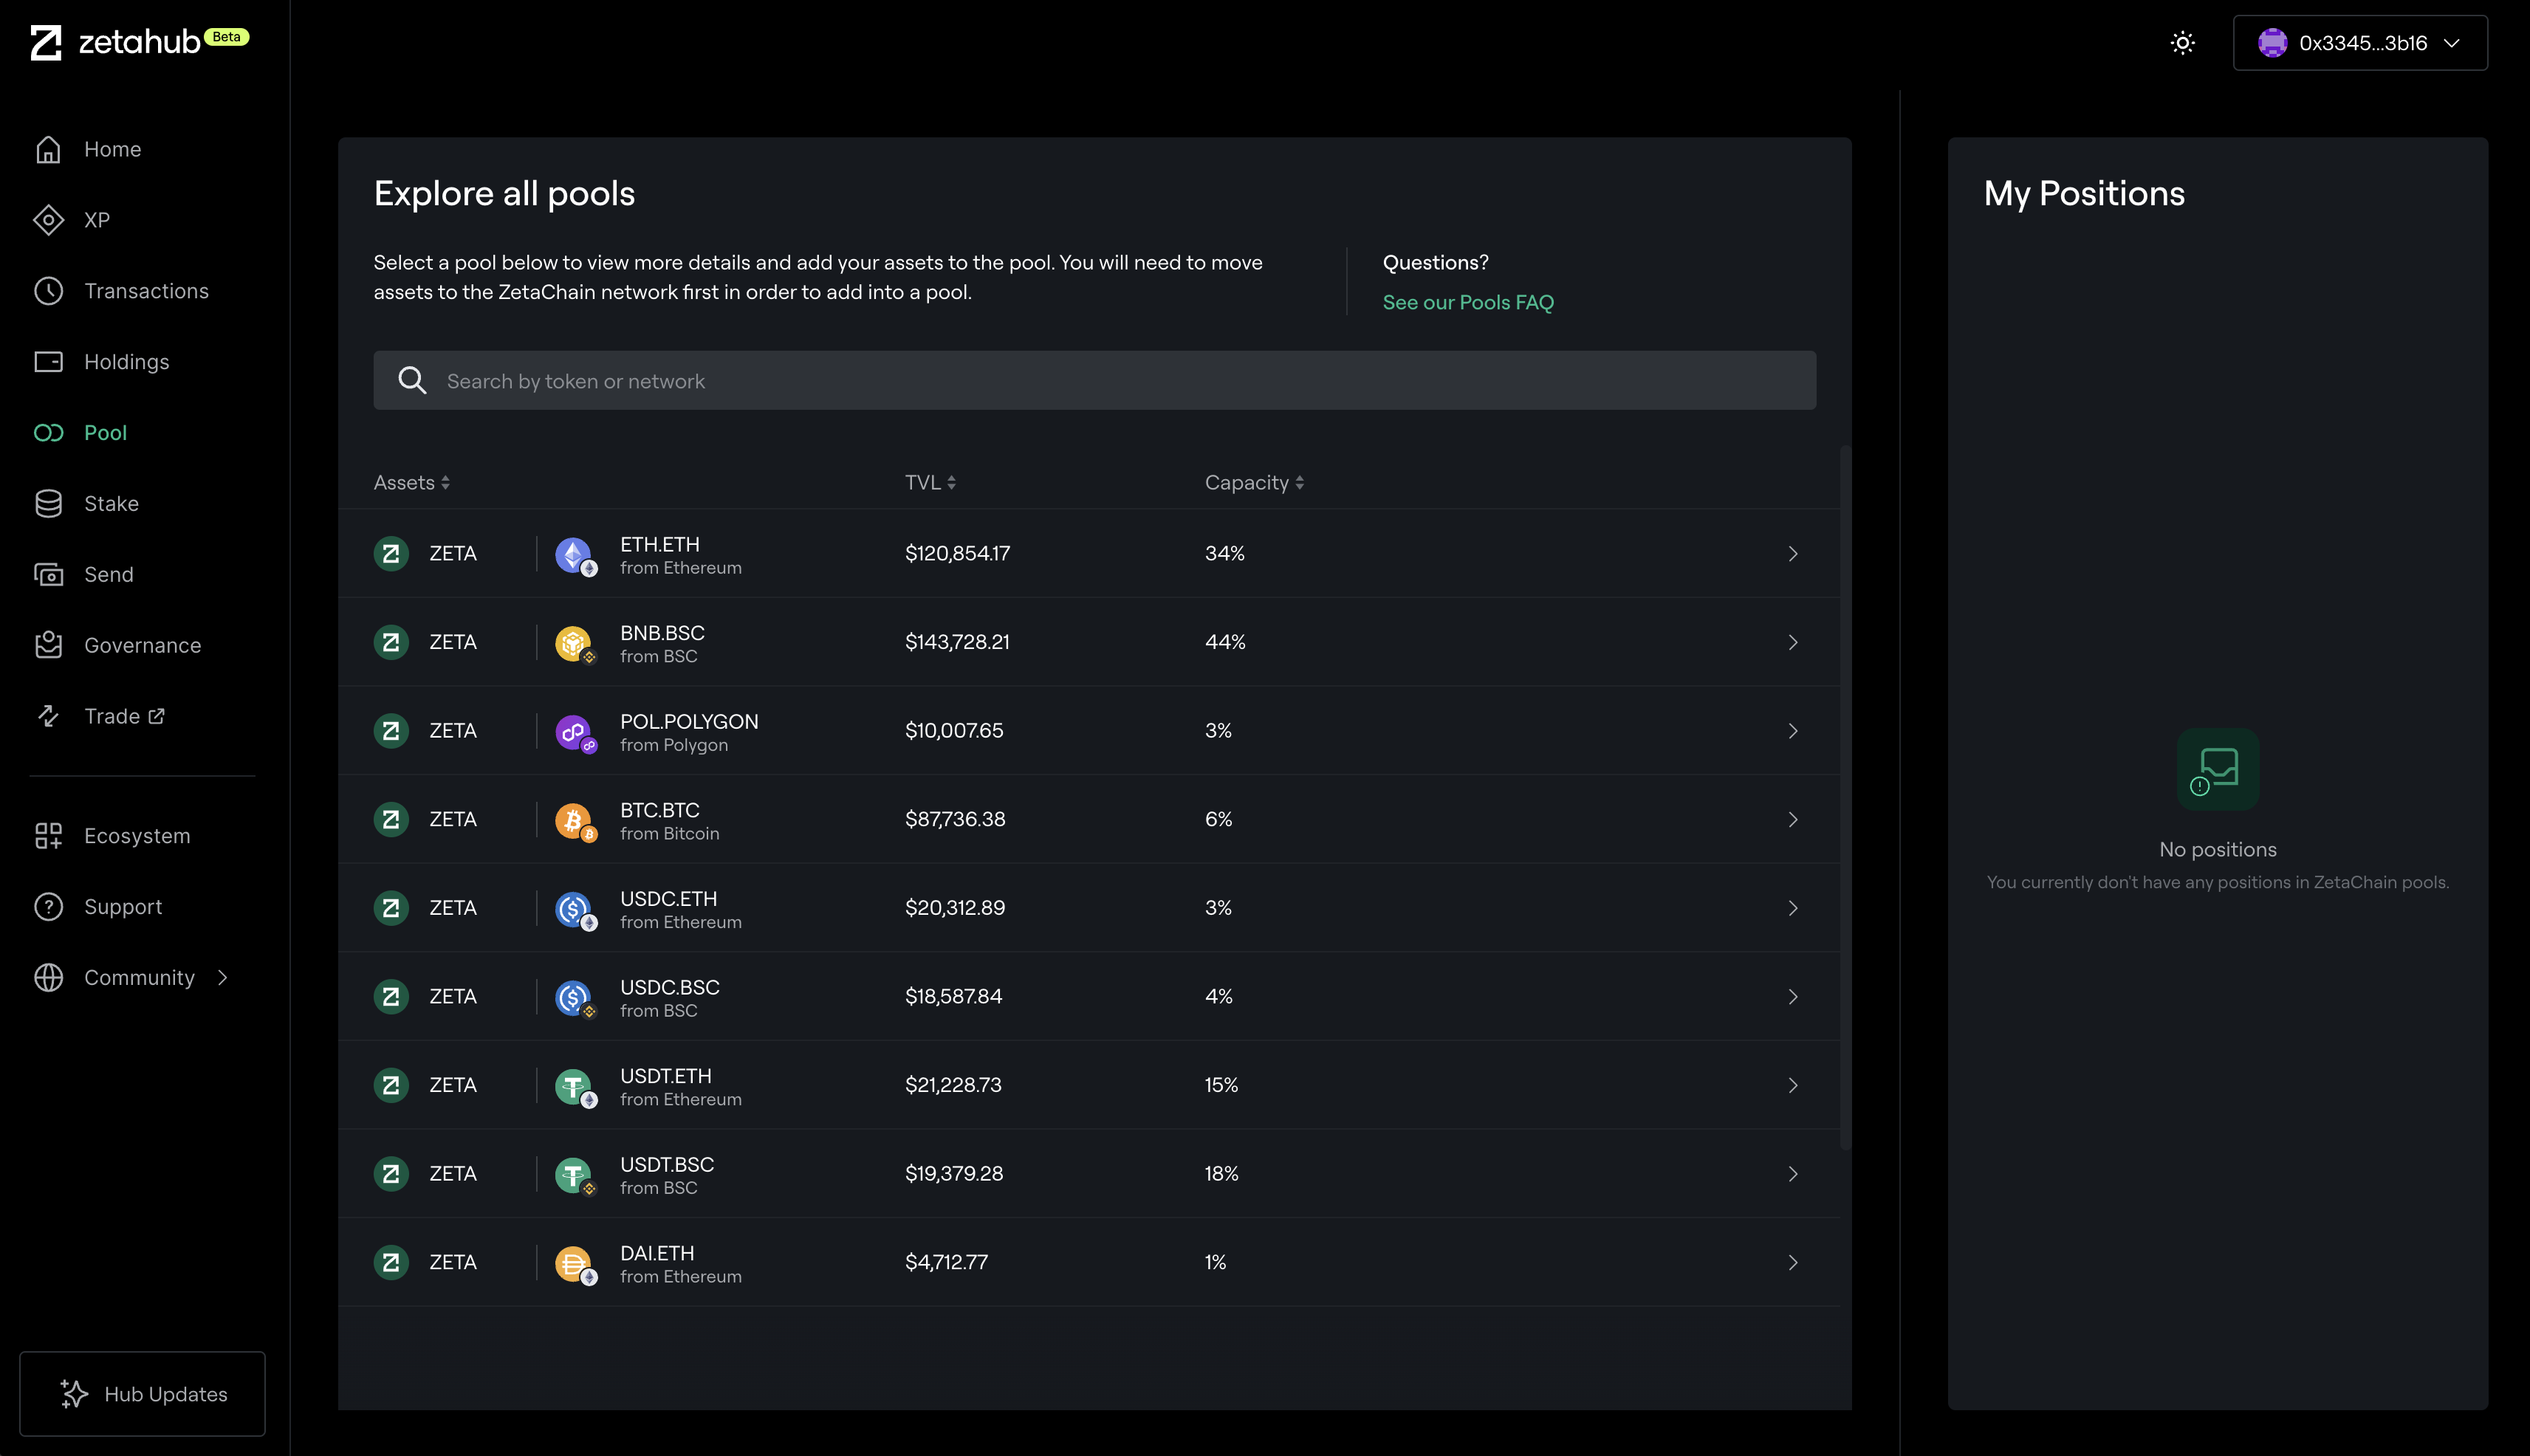 zetahub Beta
0x3345...3b16
Home
XP
Transactions
Holdings
Pool
Stake
Send
Governance
Trade
Ecosystem
Support
Community
Hub Updates
Explore all pools
Select a pool below to view more details and add your assets to the pool. You will need to move
assets to the ZetaChain network first in order to add into a pool.
Questions?
See our Pools FAQ
Search by token or network
Assets TVL Capacity
ZETA ETH.ETH $120,854.17 34%
from Ethereum
ZETA BNB.BSC $143,728.21 44%
from BSC
ZETA POL.POLYGON $10,007.65 3%
from Polygon
ZETA BTC.BTC $87,736.38 6%
from Bitcoin
ZETA USDC.ETH $20,312.89 3%
from Ethereum
ZETA USDC.BSC $18,587.84 4%
from BSC
ZETA USDT.ETH $21,228.73 15%
from Ethereum
ZETA USDT.BSC $19,379.28 18%
from BSC
ZETA DAI.ETH $4,712.77 1%
from Ethereum
My Positions
No positions
You currently don't have any positions in ZetaChain pools.